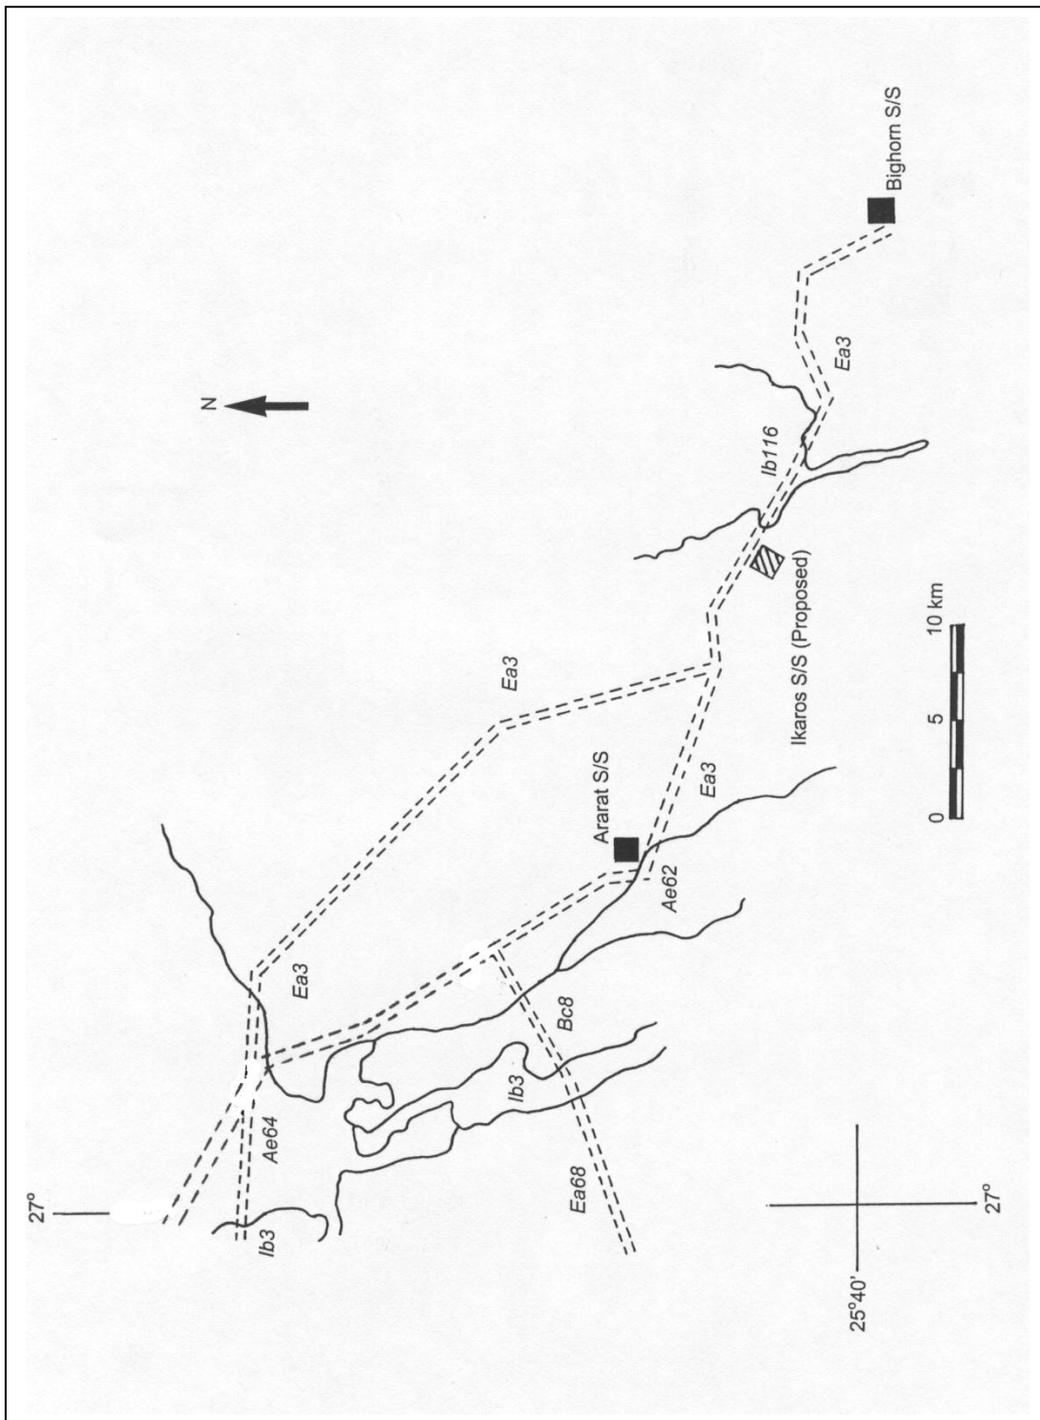 N
27°
Ea3
Ea3
Ararat S/S
Ae64
Ib3
Ib3
Bc8
Ea68
Ae62
Ea3
Ib116
Ea3
Bighorn S/S
Ikaros S/S (Proposed)
0 5 10 km
25°40'
27°